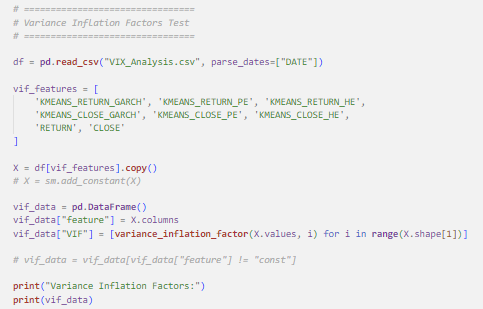 # ================================
# Variance Inflation Factors Test
# ================================
df = pd.read_csv("VIX_Analysis.csv", parse_dates=["DATE"])
vif_features = [
    'KMEANS_RETURN_GARCH', 'KMEANS_RETURN_PE', 'KMEANS_RETURN_HE',
    'KMEANS_CLOSE_GARCH', 'KMEANS_CLOSE_PE', 'KMEANS_CLOSE_HE',
    'RETURN', 'CLOSE'
]
X = df[vif_features].copy()
# X = sm.add_constant(X)
vif_data = pd.DataFrame()
vif_data["feature"] = X.columns
vif_data["VIF"] = [variance_inflation_factor(X.values, i) for i in range(X.shape[1])]
# vif_data = vif_data[vif_data["feature"] != "const"]
print("Variance Inflation Factors:")
print(vif_data)